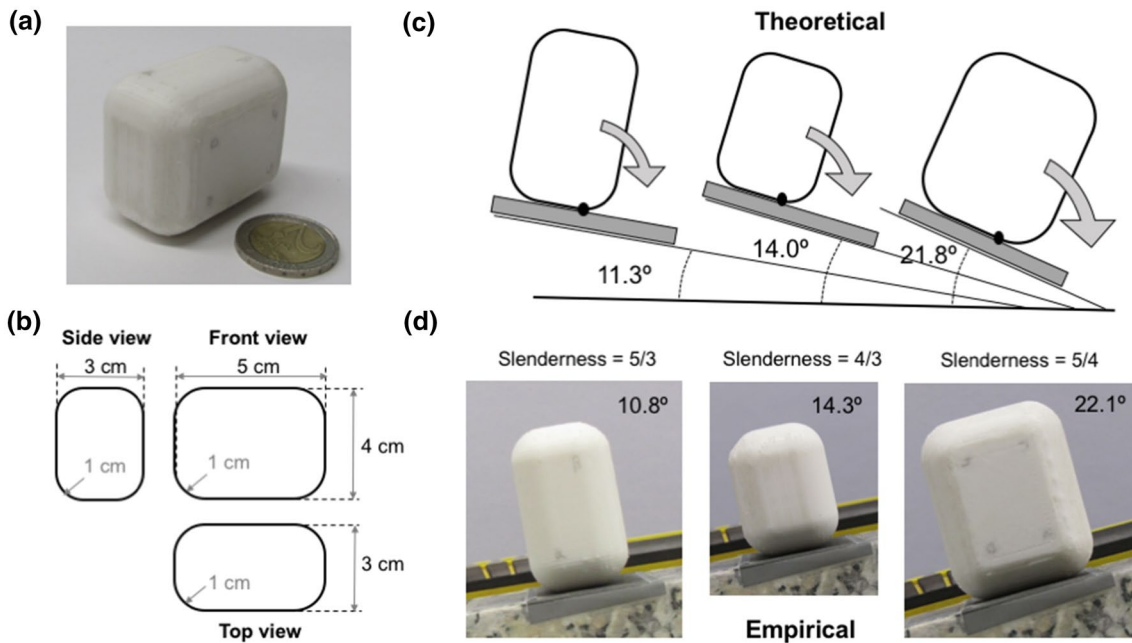 (a)
(b)
Side view
Front view
3 cm
5 cm
1 cm
1 cm
4 cm
1 cm
3 cm
Top view
(c)
Theoretical
11.3º
14.0º
21.8º
(d)
Slenderness = 5/3
Slenderness = 4/3
Slenderness = 5/4
10.8º
14.3º
22.1º
Empirical